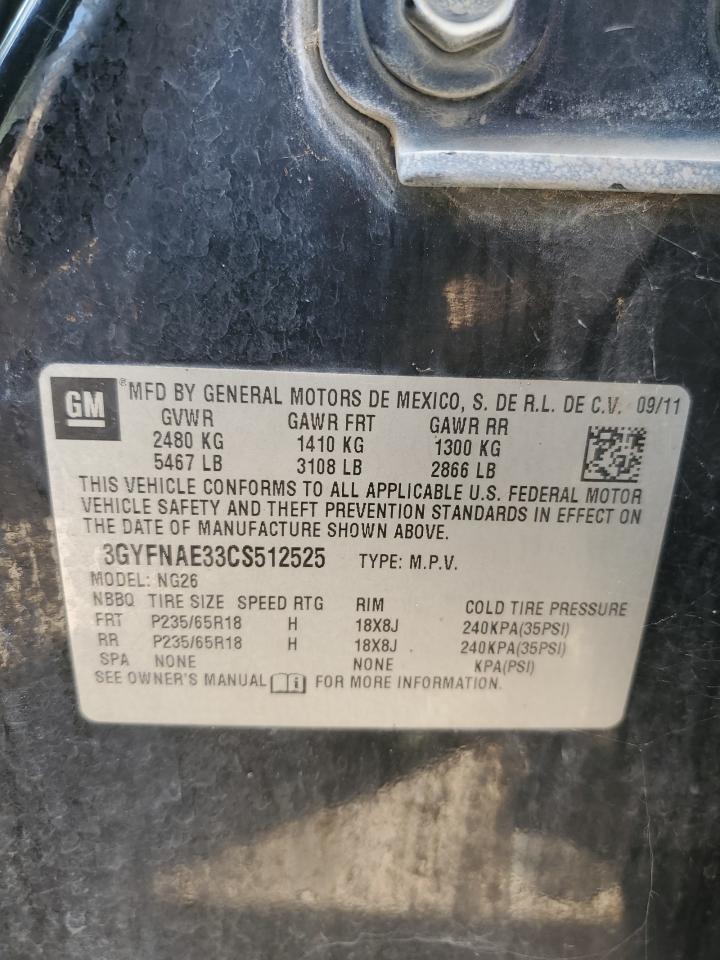 GM ® MFD BY GENERAL MOTORS DE MEXICO, S. DE R.L. DE C.V. 09/11
GVWR GAWR FRT GAWR RR
2480 KG 1410 KG 1300 KG
5467 LB 3108 LB 2866 LB
THIS VEHICLE CONFORMS TO ALL APPLICABLE U.S. FEDERAL MOTOR
VEHICLE SAFETY AND THEFT PREVENTION STANDARDS IN EFFECT ON
THE DATE OF MANUFACTURE SHOWN ABOVE.
3GYFNAE33CS512525 TYPE: M.P.V.
MODEL: NG26
NBBQ TIRE SIZE SPEED RTG RIM COLD TIRE PRESSURE
FRT P235/65R18 H 18X8J 240KPA(35PSI)
RR P235/65R18 H 18X8J 240KPA(35PSI)
SPA NONE NONE KPA(PSI)
SEE OWNER'S MANUAL i FOR MORE INFORMATION.